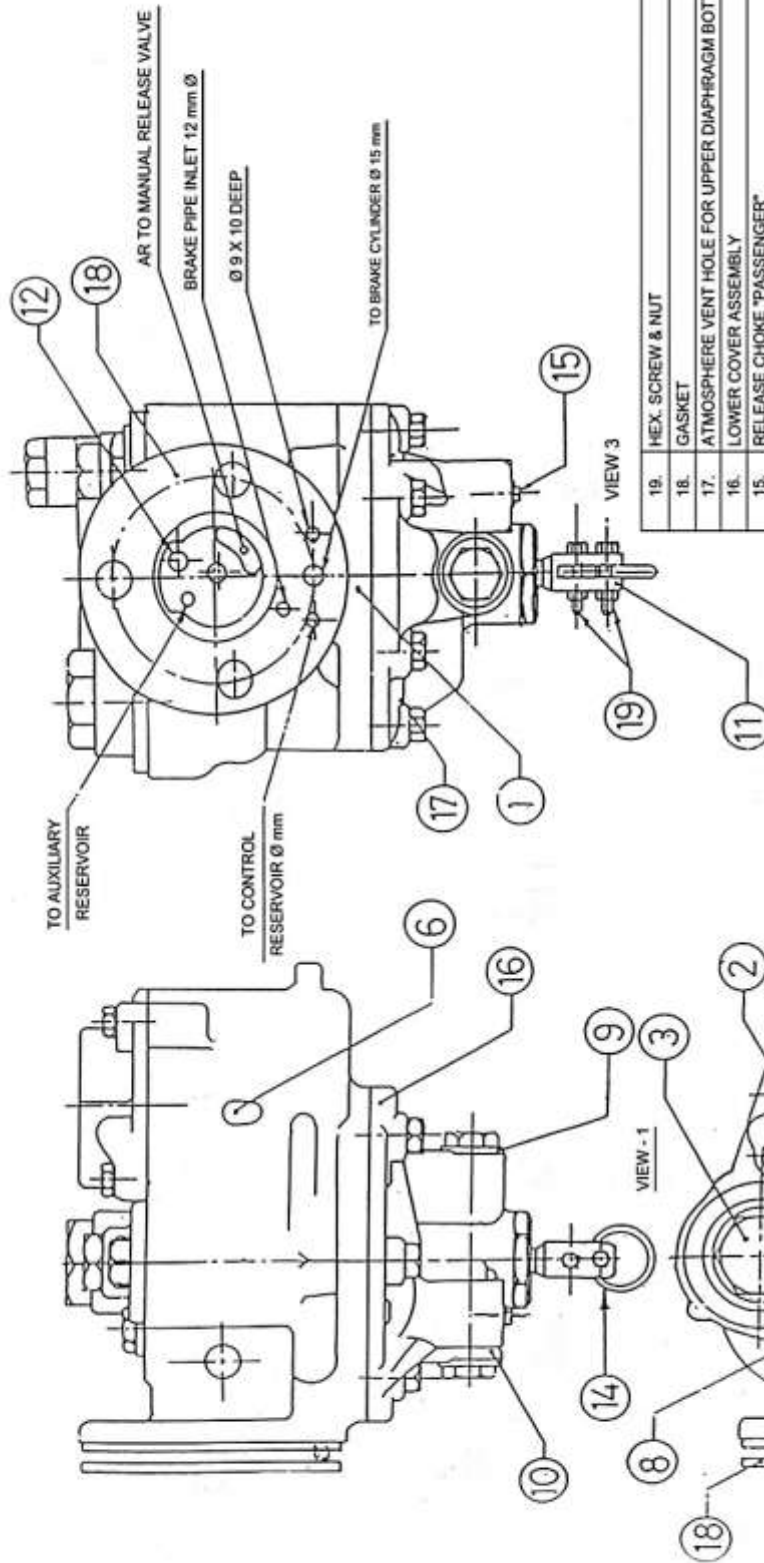 AR TO MANUAL RELEASE VALVE
BRAKE PIPE INLET 12 mm Ø
Ø 9 X 10 DEEP
TO BRAKE CYLINDER Ø 15 mm
12
18
TO AUXILIARY
RESERVOIR
TO CONTROL
RESERVOIR Ø mm
15
VIEW 3
17
1
19
11
6
16
9
VIEW - 1
10
14
3
2
8
18
19. HEX. SCREW & NUT
18. GASKET
17. ATMOSPHERE VENT HOLE FOR UPPER DIAPHRAGM BOT
16. LOWER COVER ASSEMBLY
15. RELEASE CHOKE "PASSENGER"